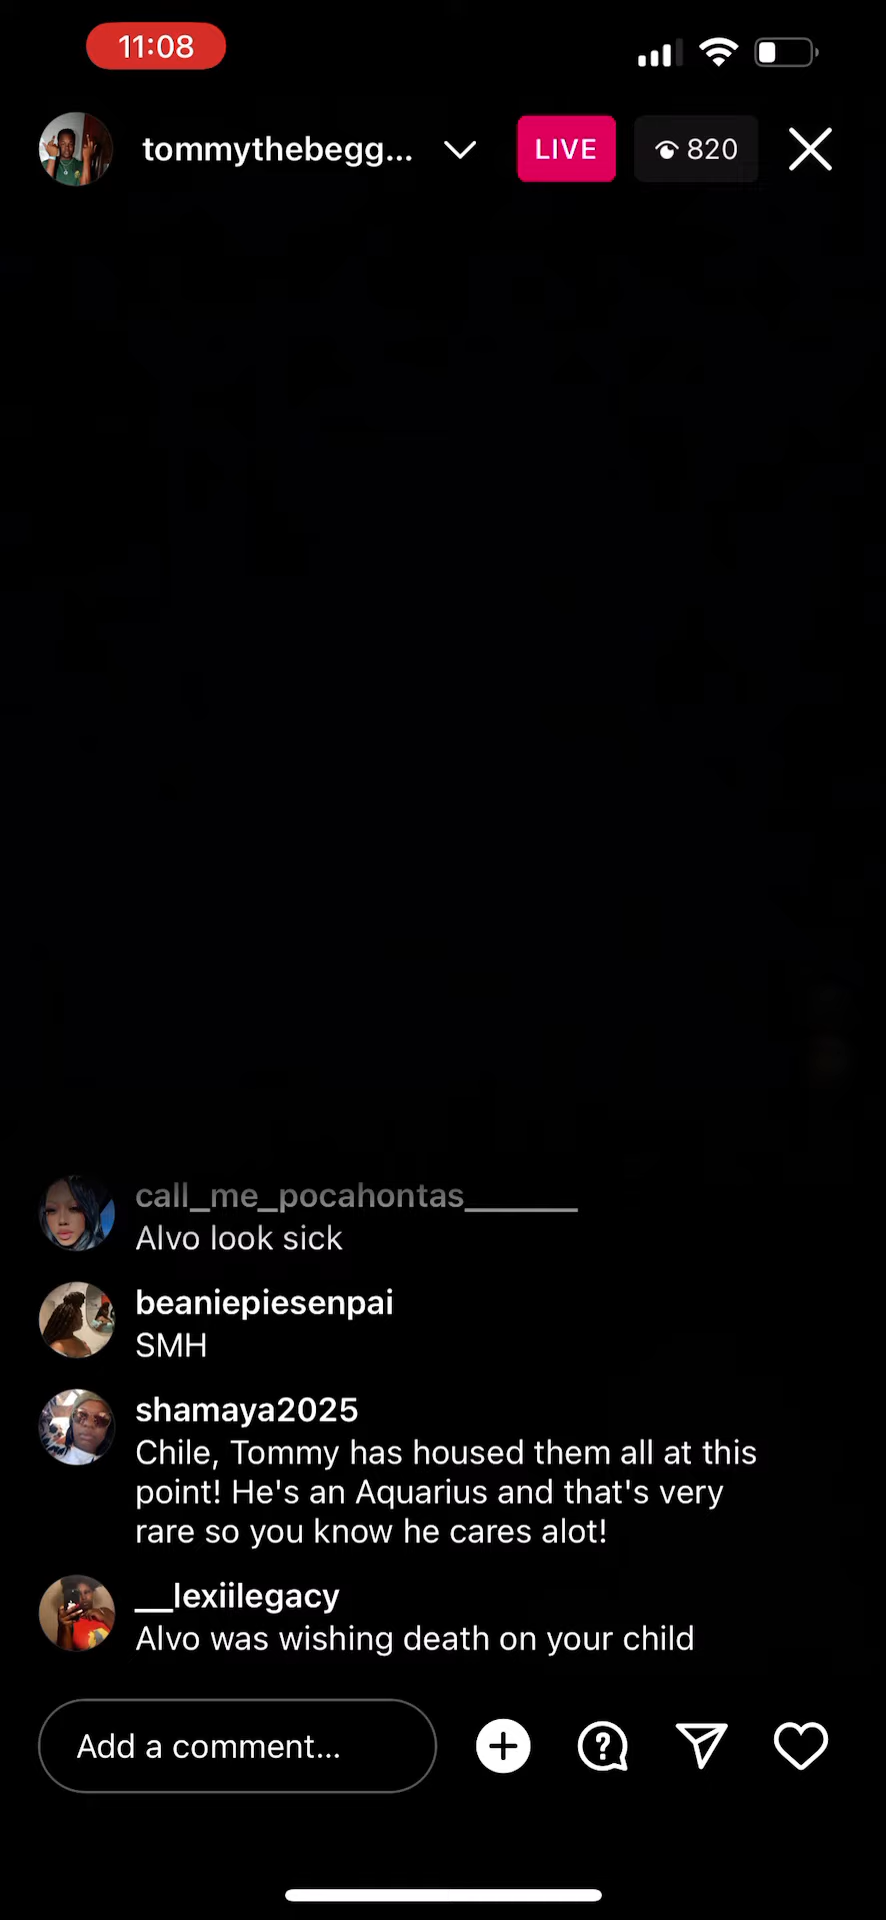 11:08
tommythebegg...
LIVE
820
call_me_pocahontas_______
Alvo look sick
beaniepiesenpai
SMH
shamaya2025
Chile, Tommy has housed them all at this
point! He's an Aquarius and that's very
rare so you know he cares alot!
__lexiilegacy
Alvo was wishing death on your child
Add a comment...